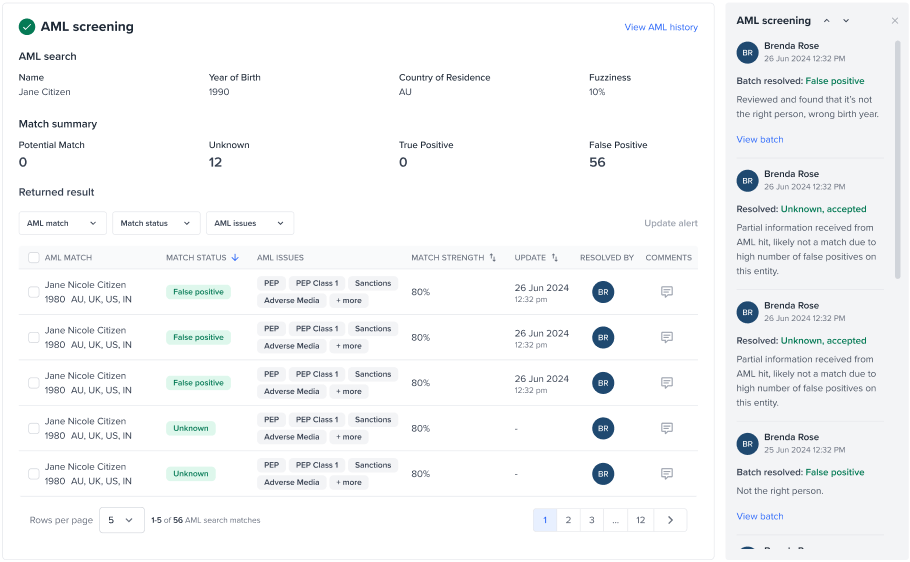 AML screening
View AML history
AML search
Name Year of Birth Country of Residence Fuzziness
Jane Citizen 1990 AU 10%
Match summary
Potential Match Unknown True Positive False Positive
0 12 0 56
Returned result
AML match Match status AML issues Update alert
AML MATCH MATCH STATUS AML ISSUES MATCH STRENGTH UPDATE RESOLVED BY COMMENTS
Jane Nicole Citizen
1980 AU, UK, US, IN
False positive
PEP PEP Class 1 Sanctions
Adverse Media + more
80%
26 Jun 2024
12:32 pm
BR
Jane Nicole Citizen
1980 AU, UK, US, IN
False positive
PEP PEP Class 1 Sanctions
Adverse Media + more
80%
26 Jun 2024
12:32 pm
BR
Jane Nicole Citizen
1980 AU, UK, US, IN
False positive
PEP PEP Class 1 Sanctions
Adverse Media + more
80%
26 Jun 2024
12:32 pm
BR
Jane Nicole Citizen
1980 AU, UK, US, IN
Unknown
PEP PEP Class 1 Sanctions
Adverse Media + more
80%
-
BR
Jane Nicole Citizen
1980 AU, UK, US, IN
Unknown
PEP PEP Class 1 Sanctions
Adverse Media + more
80%
-
BR
Rows per page 5 1-5 of 56 AML search matches
1 2 3 ... 12
AML screening
BR
Brenda Rose
26 Jun 2024 12:32 PM
Batch resolved: False positive
Reviewed and found that it's not
the right person, wrong birth year.
View batch
BR
Brenda Rose
26 Jun 2024 12:32 PM
Resolved: Unknown, accepted
Partial information received from
AML hit, likely not a match due to
high number of false positives on
this entity.
BR
Brenda Rose
26 Jun 2024 12:32 PM
Resolved: Unknown, accepted
Partial information received from
AML hit, likely not a match due to
high number of false positives on
this entity.
BR
Brenda Rose
25 Jun 2024 12:32 PM
Batch resolved: False positive
Not the right person.
View batch